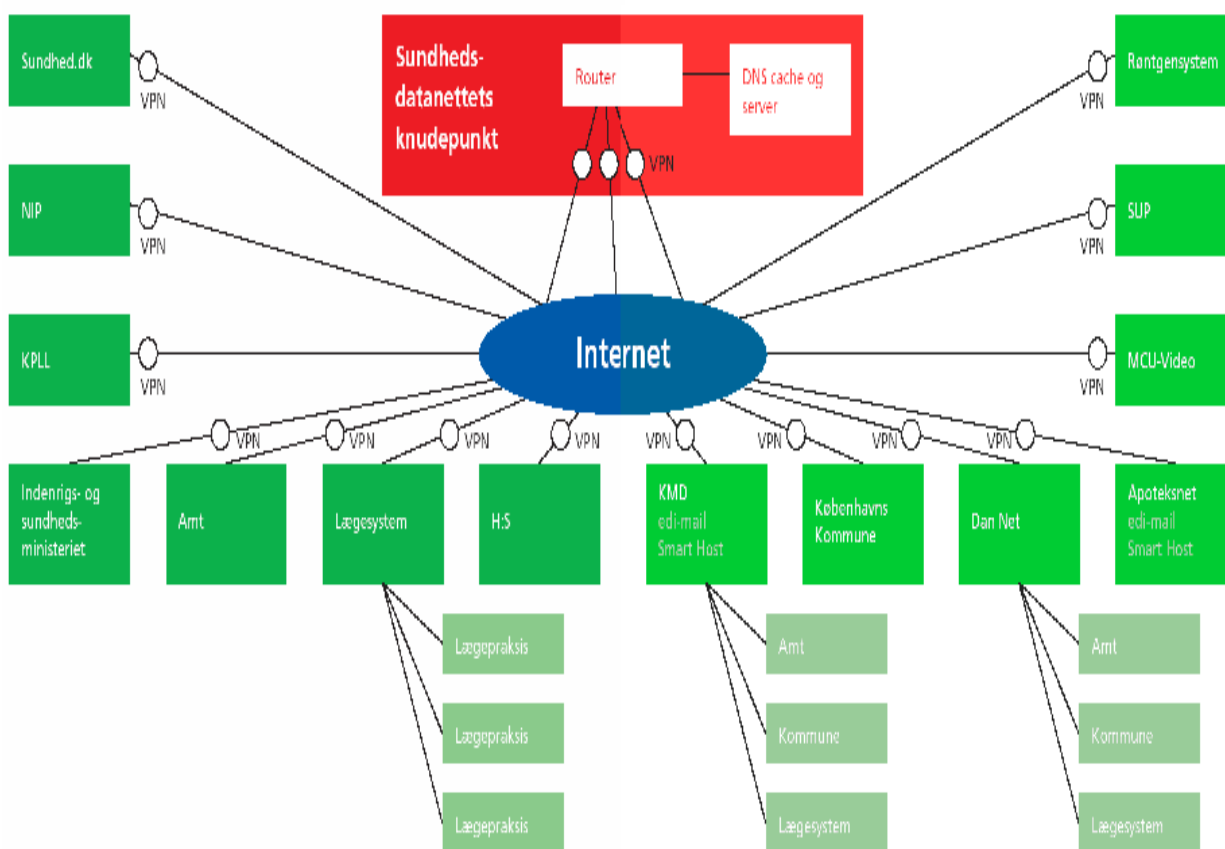 Sundhed.dk
VPN
Sundheds-
datanettets
knudepunkt
Router
DNS cache og
server
VPN
Røntgensystem
VPN
NIP
VPN
SUP
VPN
Internet
KPLL
VPN
MCU-Video
VPN
VPN
VPN
VPN
VPN
VPN
VPN
VPN
VPN
Indenrigs- og
sundheds-
ministeriet
Amt
Lægesystem
H:S
KMD
edi-mail
Smart Host
Københavns
Kommune
Dan Net
Apoteksnet
edi-mail
Smart Host
Lægepraksis
Amt
Amt
Lægepraksis
Kommune
Kommune
Lægepraksis
Lægesystem
Lægesystem